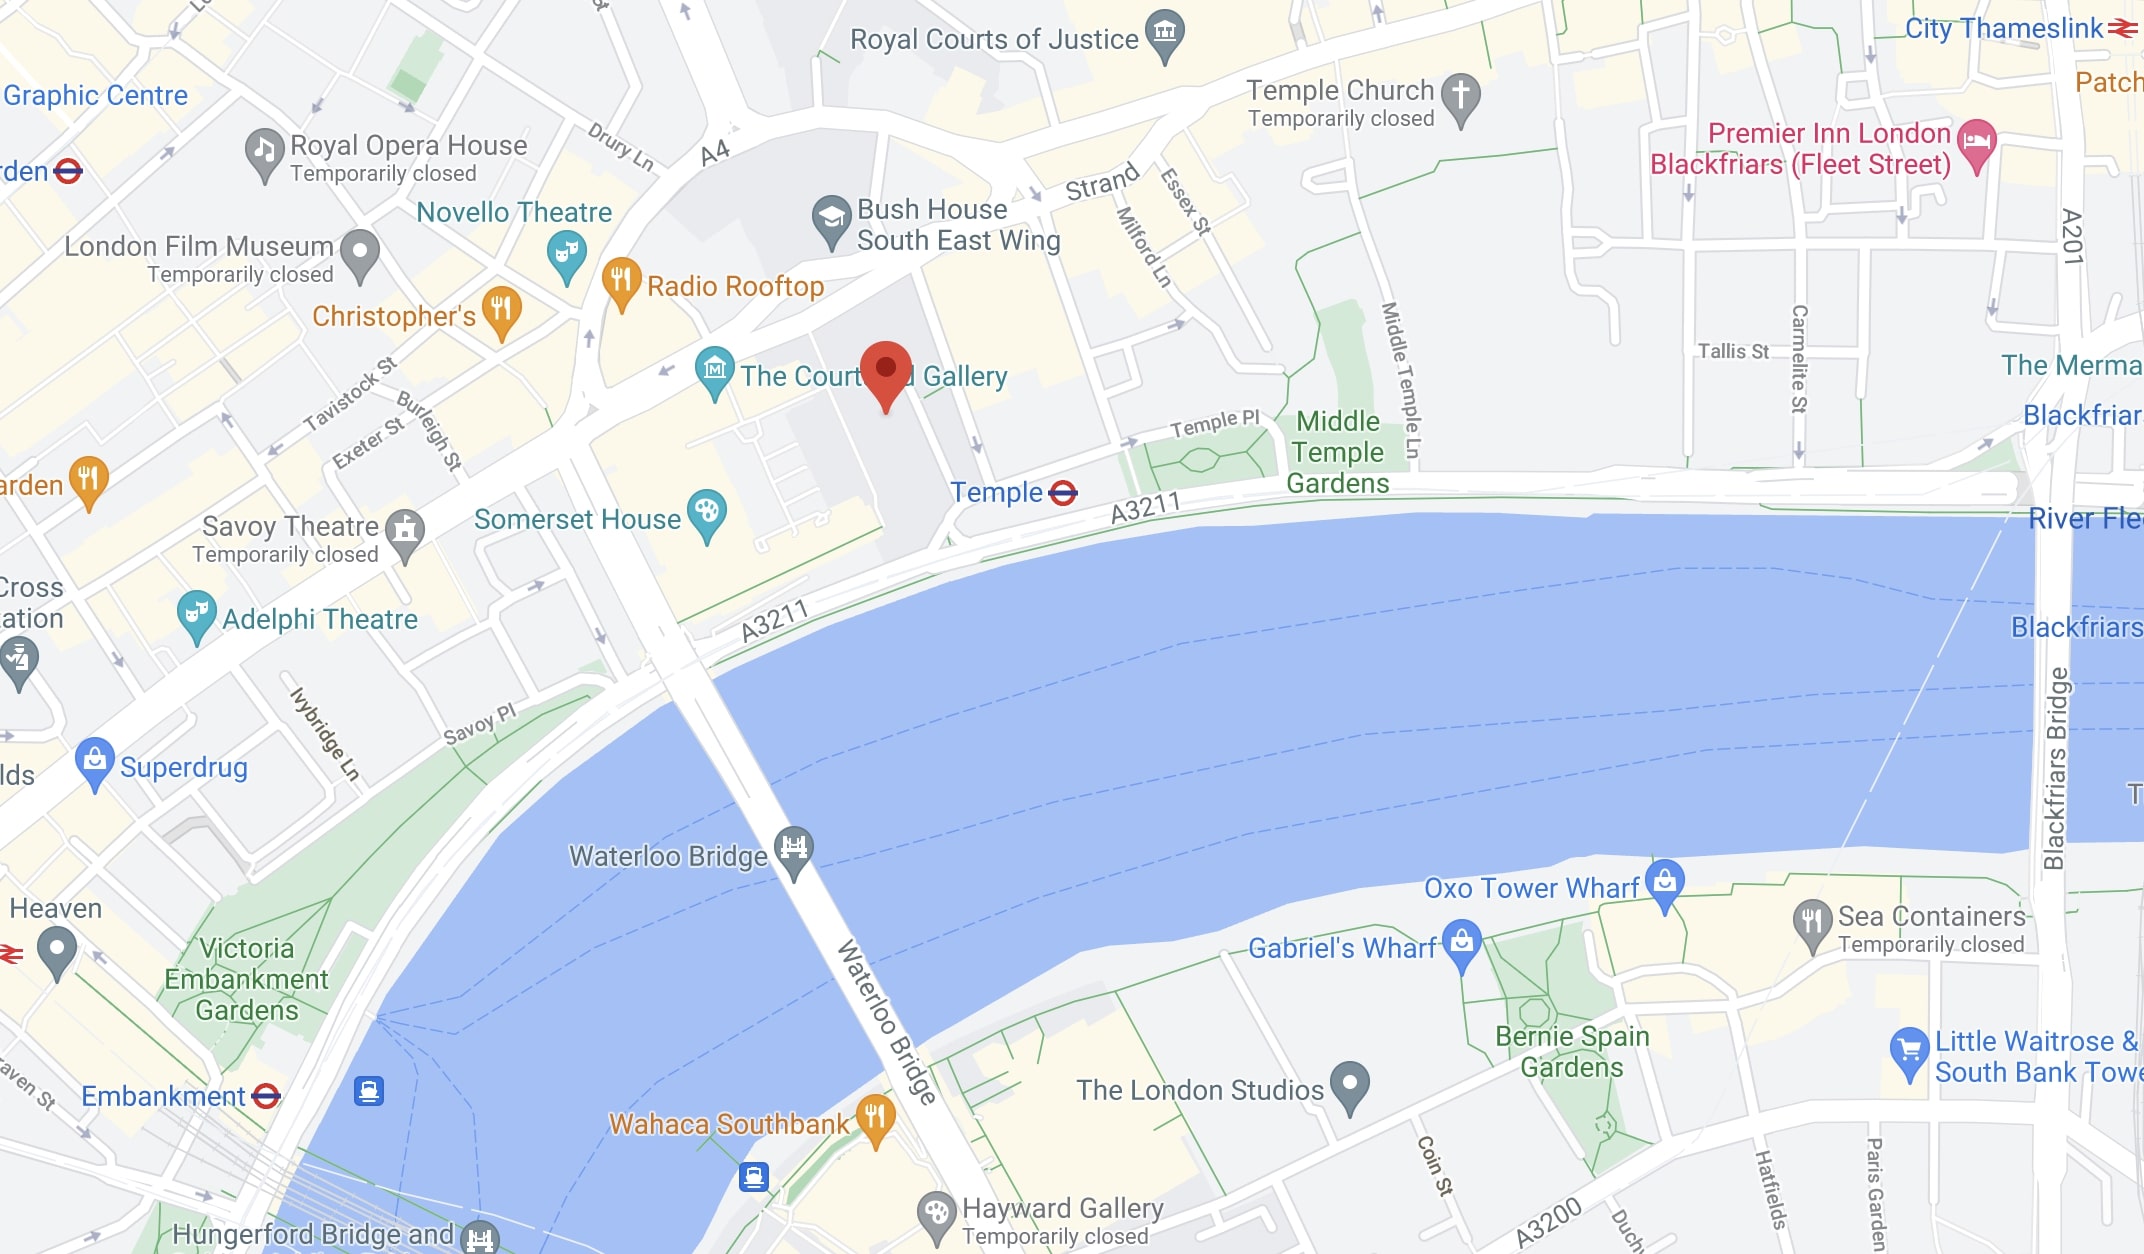 Royal Courts of Justice
City Thameslink
Graphic Centre
Patch
Temple Church
Temporarily closed
Drury Ln
A4
Royal Opera House
Temporarily closed
Premier Inn London
Blackfriars (Fleet Street)
rden
Strand
Essex St
Milford Ln
Novello Theatre
Bush House
South East Wing
London Film Museum
Temporarily closed
A201
Radio Rooftop
Christopher's
Middle Temple Ln
Carmelite St
Tallis St
The Merma
The Court
d Gallery
Tavistock St
Burleigh St
Exeter St
Temple Pl
Middle
Temple
Gardens
Blackfriar
arden
Temple
A3211
Somerset House
Savoy Theatre
Temporarily closed
River Flee
Cross
tation
Adelphi Theatre
A3211
Blackfriars
Blackfriars Bridge
Ivybridge Ln
Savoy Pl
lds
Superdrug
T
Waterloo Bridge
Oxo Tower Wharf
Heaven
Sea Containers
Temporarily closed
Gabriel's Wharf
Victoria
Embankment
Gardens
Waterloo Bridge
Bernie Spain
Gardens
Little Waitrose &
South Bank Towe
Embankment
aven St
The London Studios
Wahaca Southbank
Coin St
Hatfields
Paris Garden
Hayward Gallery
Temporarily closed
A3200
Duchy
Hungerford Bridge and